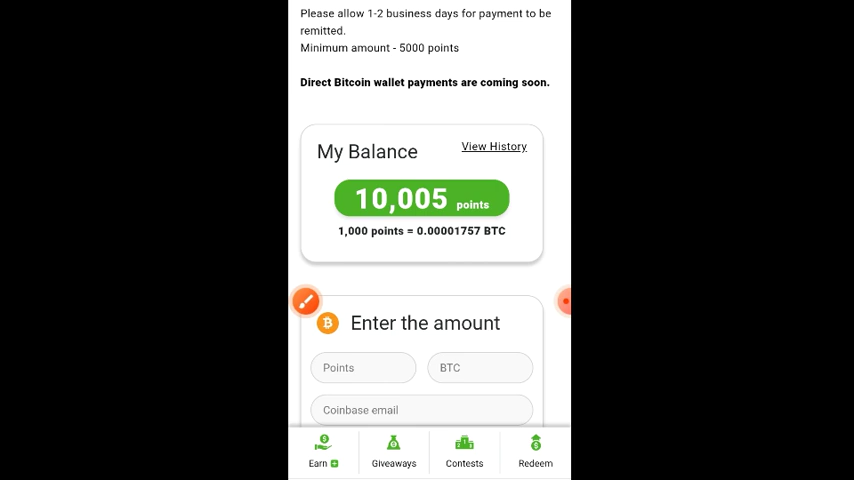 Please allow 1-2 business days for payment to be
remitted.
Minimum amount - 5000 points
Direct Bitcoin wallet payments are coming soon.
My Balance
View History
10,005 points
1,000 points = 0.00001757 BTC
Enter the amount
Points
BTC
Coinbase email
Earn
Giveaways
Contests
Redeem